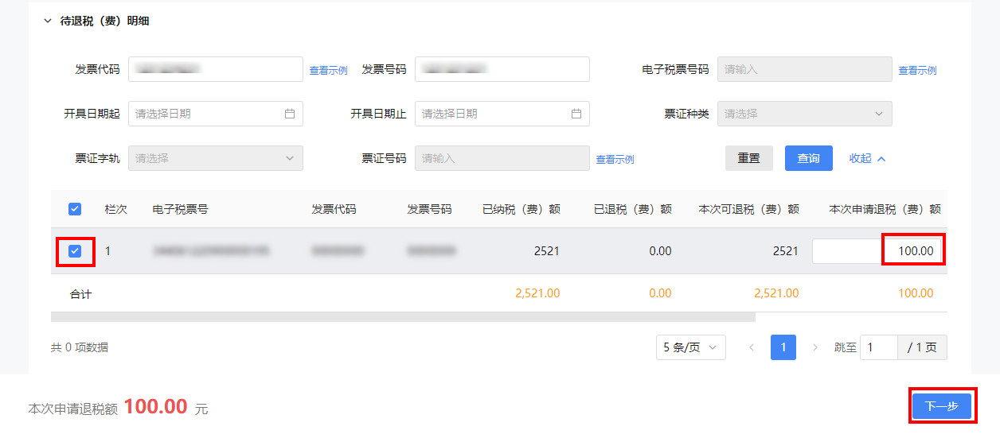 待退税（费）明细
发票代码 查看示例 发票号码 电子税票号码 请输入 查看示例
开具日期起 请选择日期 开具日期止 请选择日期 票证种类 请选择
票证字轨 请选择 票证号码 请输入 查看示例 重置 查询 收起
栏次 电子税票号 发票代码 发票号码 已纳税（费）额 已退税（费）额 本次可退税（费）额 本次申请退税（费）额
1 2521 0.00 2521 100.00
合计 2,521.00 0.00 2,521.00 100.00
共 0 项数据 5 条/页 1 跳至 1 / 1 页
本次申请退税额 100.00 元 下一步